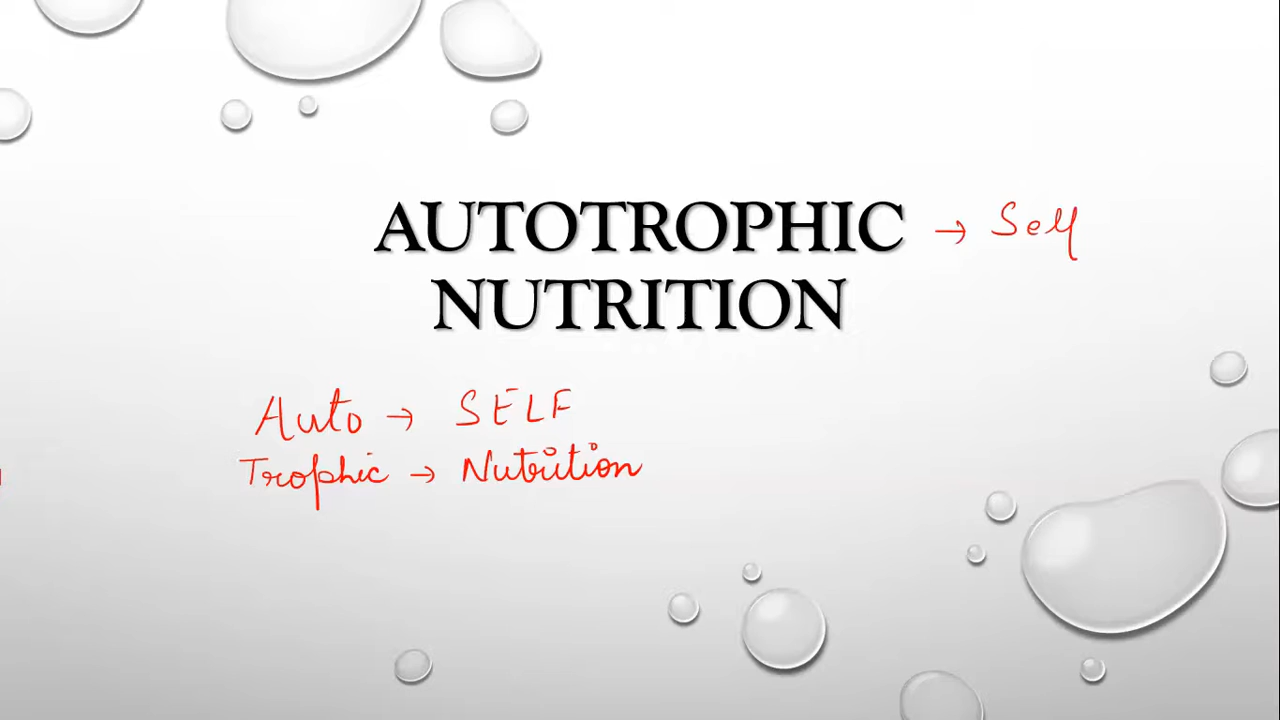 AUTOTROPHIC → Self
NUTRITION
Auto → SELF
Trophic → Nutrition